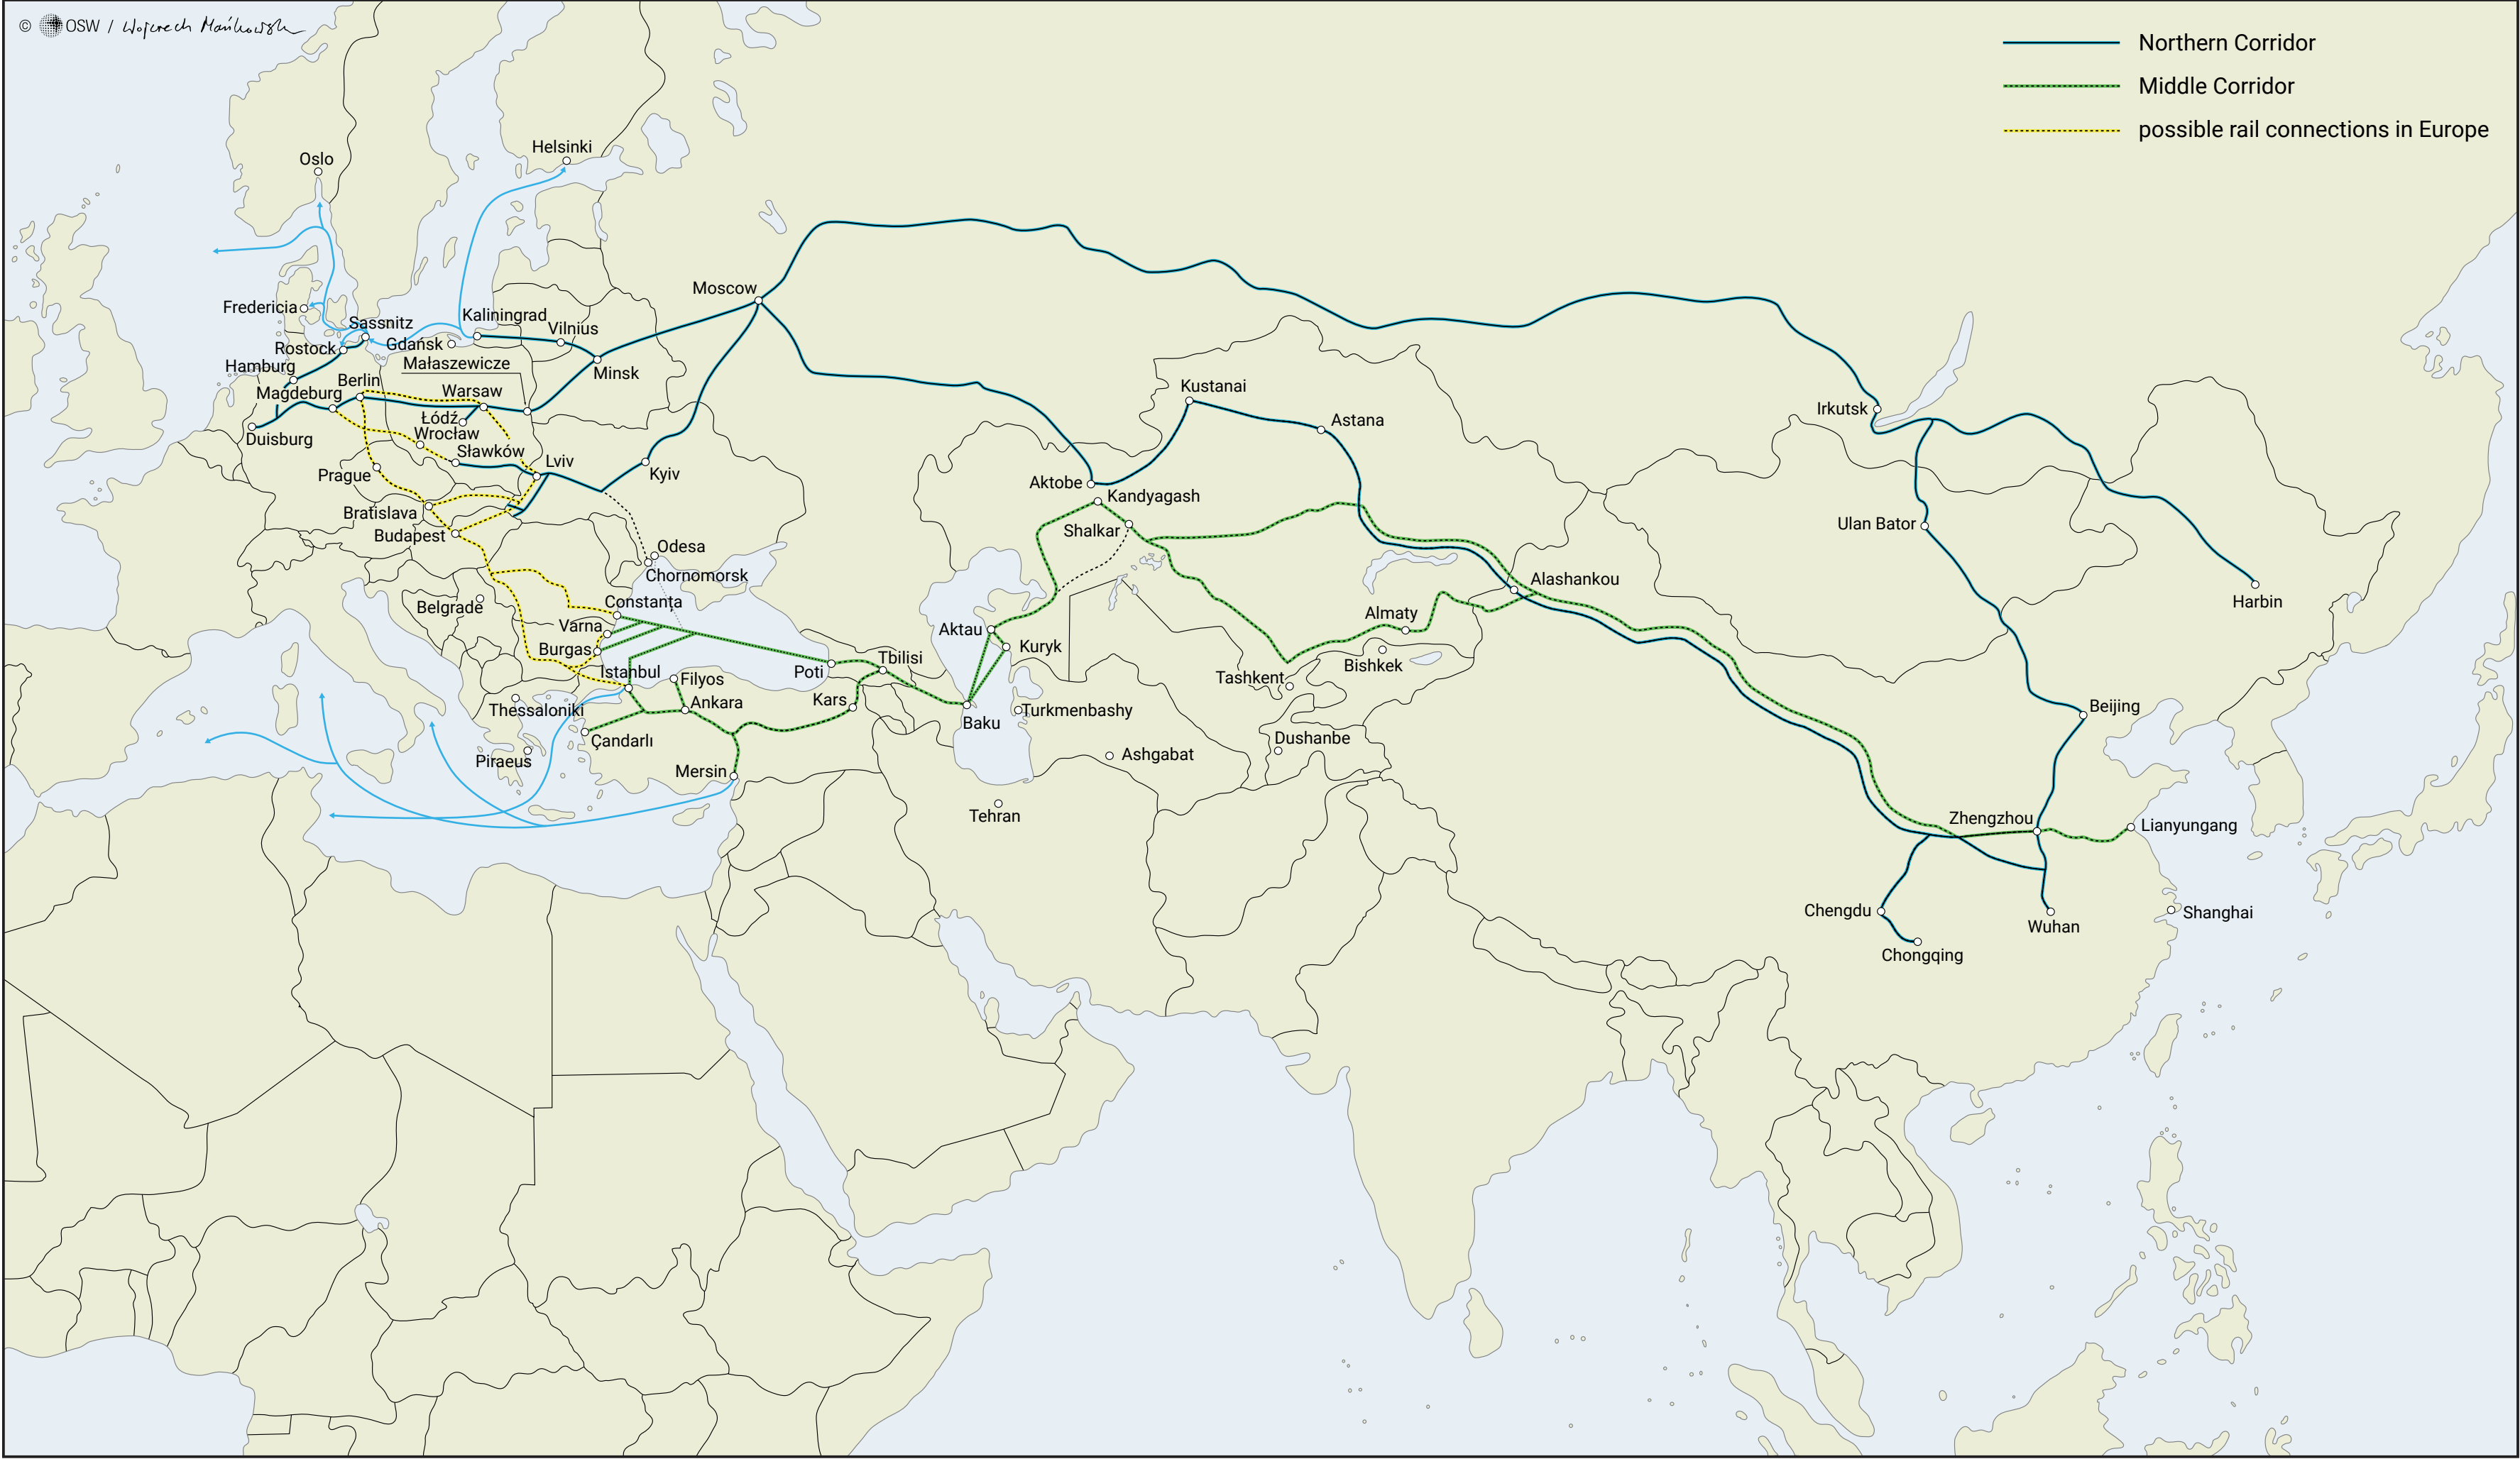 © OSW / Wojciech Mańkowski
Northern Corridor
Middle Corridor
possible rail connections in Europe
Helsinki
Oslo
Moscow
Fredericia
Kaliningrad
Sassnitz
Vilnius
Gdańsk
Rostock
Małaszewicze
Hamburg
Minsk
Berlin
Magdeburg
Warsaw
Kustanai
Irkutsk
Łódź
Astana
Wrocław
Duisburg
Sławków
Lviv
Prague
Kyiv
Aktobe
Kandyagash
Bratislava
Shalkar
Ulan Bator
Budapest
Odesa
Chornomorsk
Alashankou
Belgrade
Constanța
Harbin
Almaty
Varna
Aktau
Burgas
Kuryk
Tbilisi
Bishkek
Istanbul
Poti
Filyos
Tashkent
Kars
Ankara
Thessaloniki
Turkmenbashy
Beijing
Baku
Çandarlı
Dushanbe
Piraeus
Ashgabat
Mersin
Tehran
Zhengzhou
Lianyungang
Chengdu
Shanghai
Wuhan
Chongqing